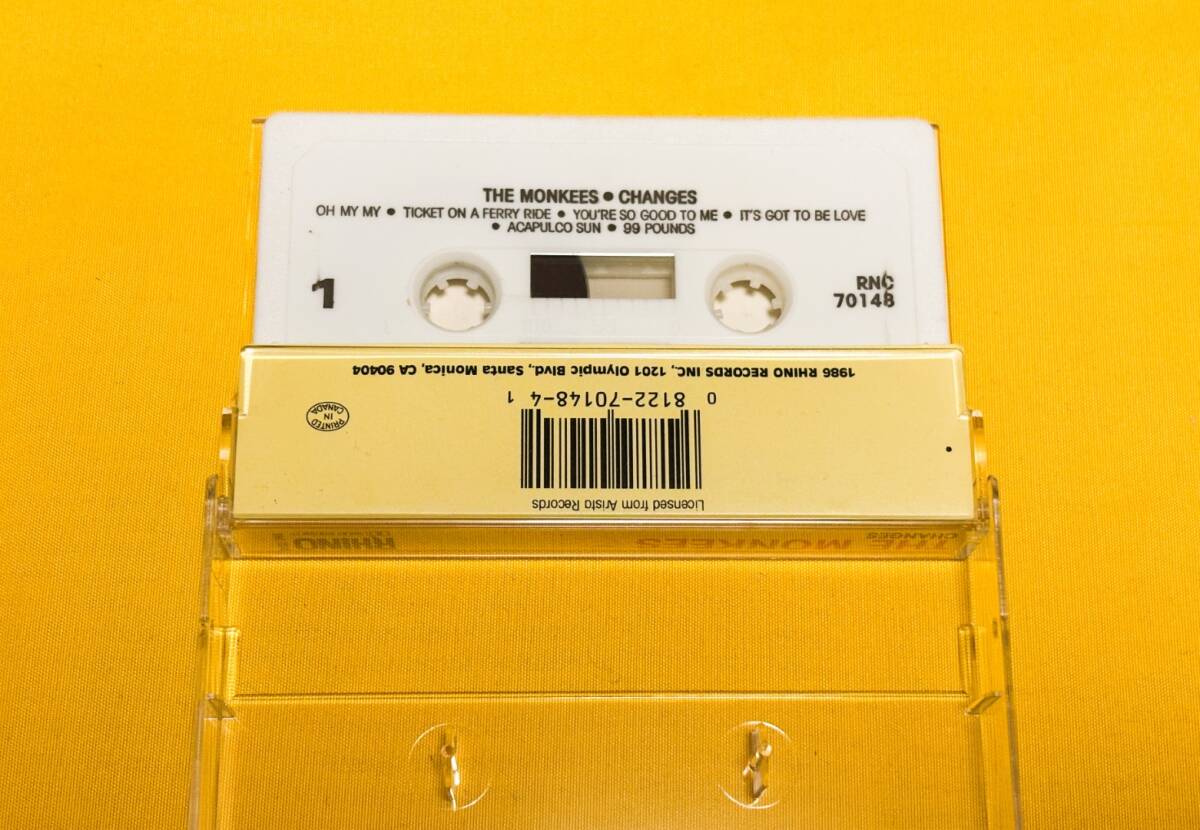 THE MONKEES • CHANGES
OH MY MY • TICKET ON A FERRY RIDE • YOU'RE SO GOOD TO ME • IT'S GOT TO BE LOVE
• ACAPULCO SUN • 99 POUNDS
1
RNC
70148
1986 RHINO RECORDS INC., 1201 Olympic Blvd., Santa Monica, CA 90404
0 8122-70148-4 1
PRINTED
IN
CANADA
Licensed from Arista Records
THE MONKEES
CHANGES
RHINO